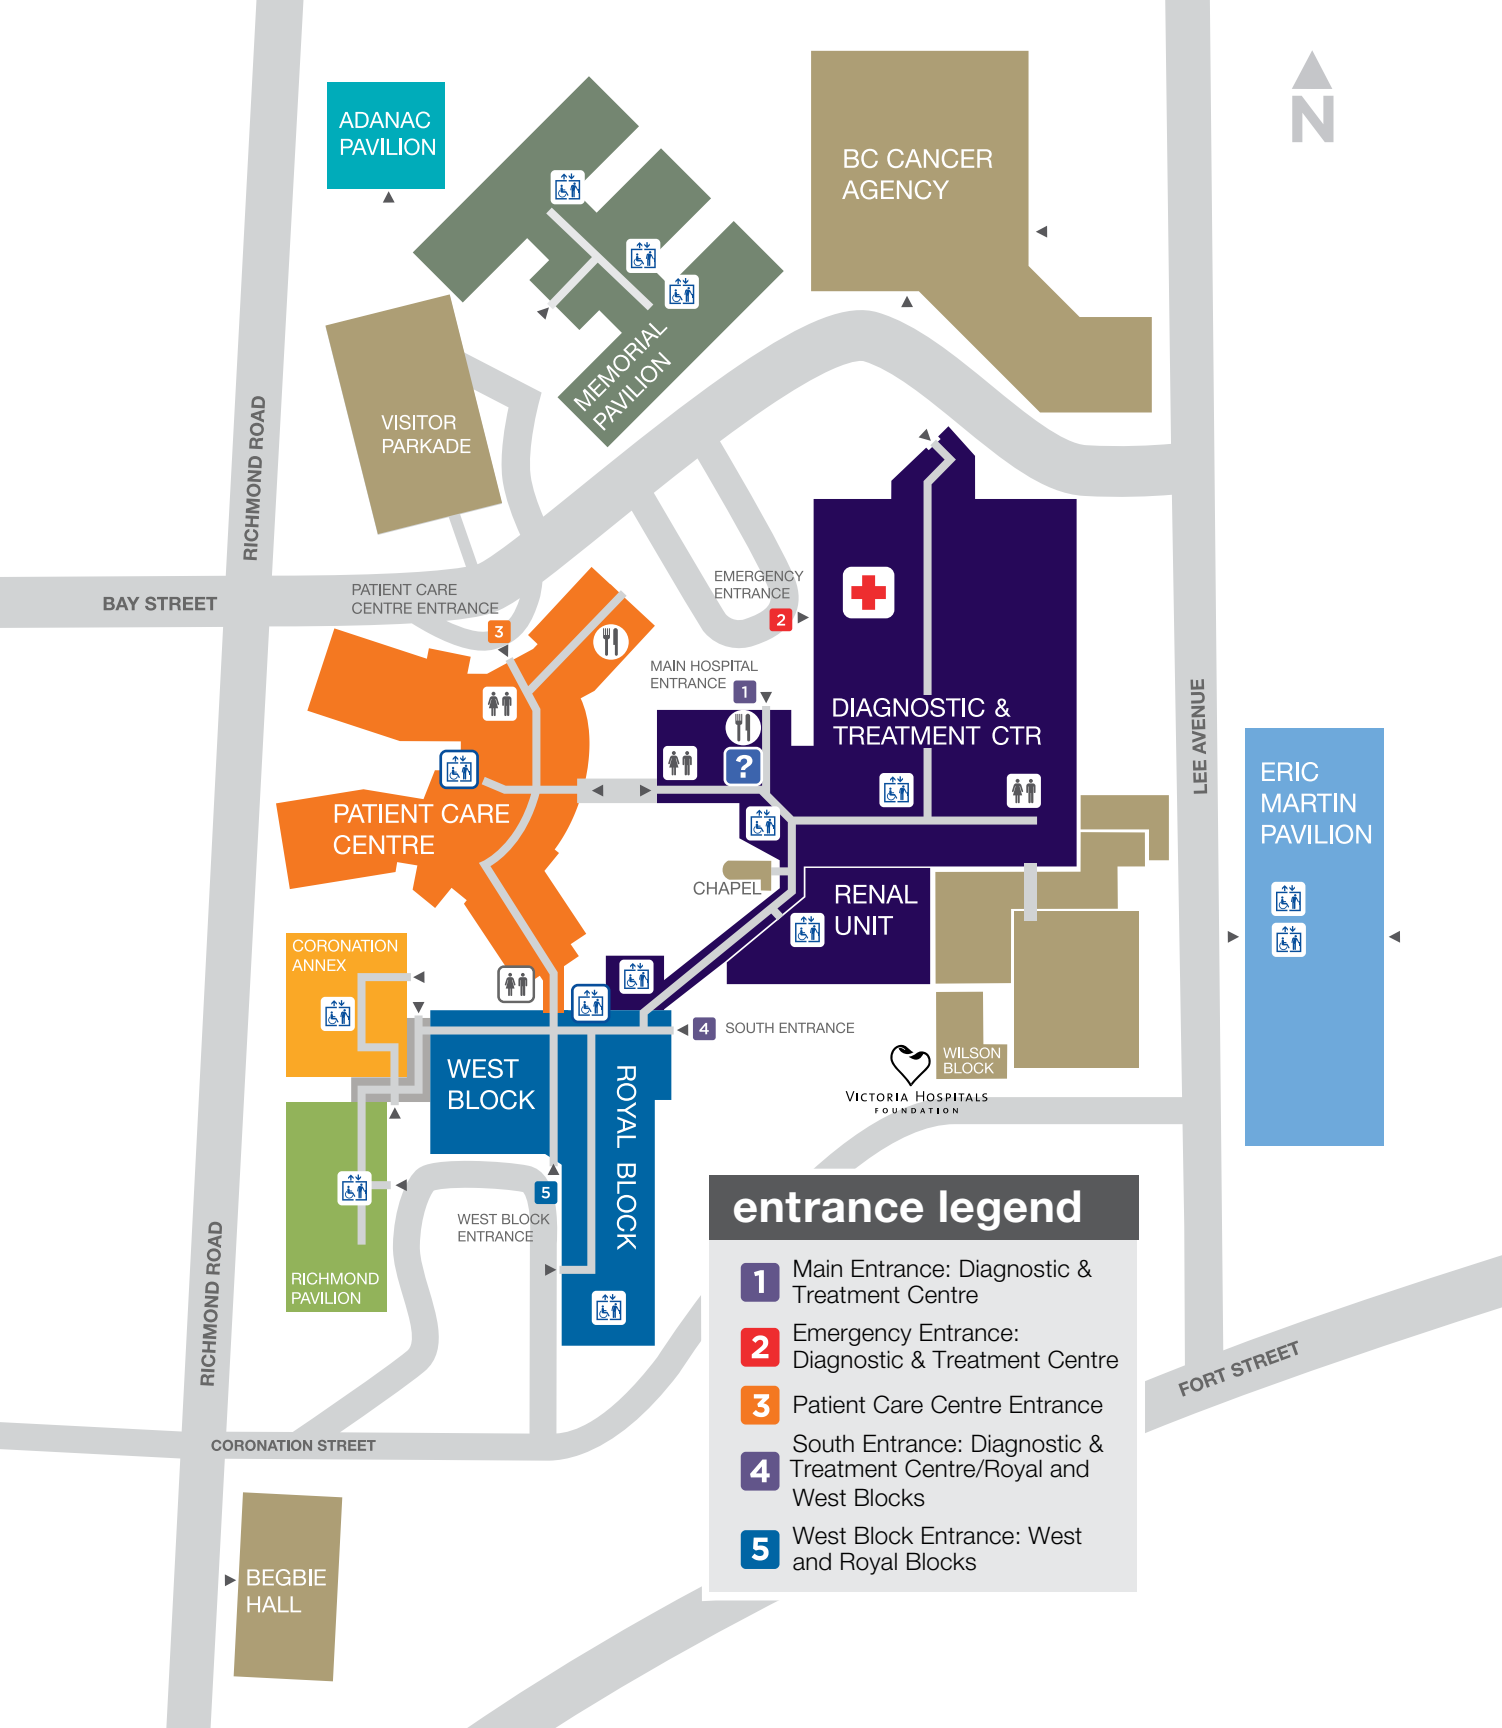 N
ADANAC
PAVILION
BC CANCER
AGENCY
MEMORIAL
PAVILION
VISITOR
PARKADE
RICHMOND ROAD
BAY STREET
PATIENT CARE
CENTRE ENTRANCE
3
EMERGENCY
ENTRANCE
2
MAIN HOSPITAL
ENTRANCE
1
?
DIAGNOSTIC &
TREATMENT CTR
LEE AVENUE
ERIC
MARTIN
PAVILION
PATIENT CARE
CENTRE
CHAPEL
RENAL
UNIT
CORONATION
ANNEX
4
SOUTH ENTRANCE
WEST
BLOCK
ROYAL BLOCK
WILSON
BLOCK
VICTORIA HOSPITALS
FOUNDATION
5
WEST BLOCK
ENTRANCE
RICHMOND
PAVILION
RICHMOND ROAD
CORONATION STREET
FORT STREET
BEGBIE
HALL
entrance legend
1 Main Entrance: Diagnostic &
Treatment Centre
2 Emergency Entrance:
Diagnostic & Treatment Centre
3 Patient Care Centre Entrance
4 South Entrance: Diagnostic &
Treatment Centre/Royal and
West Blocks
5 West Block Entrance: West
and Royal Blocks